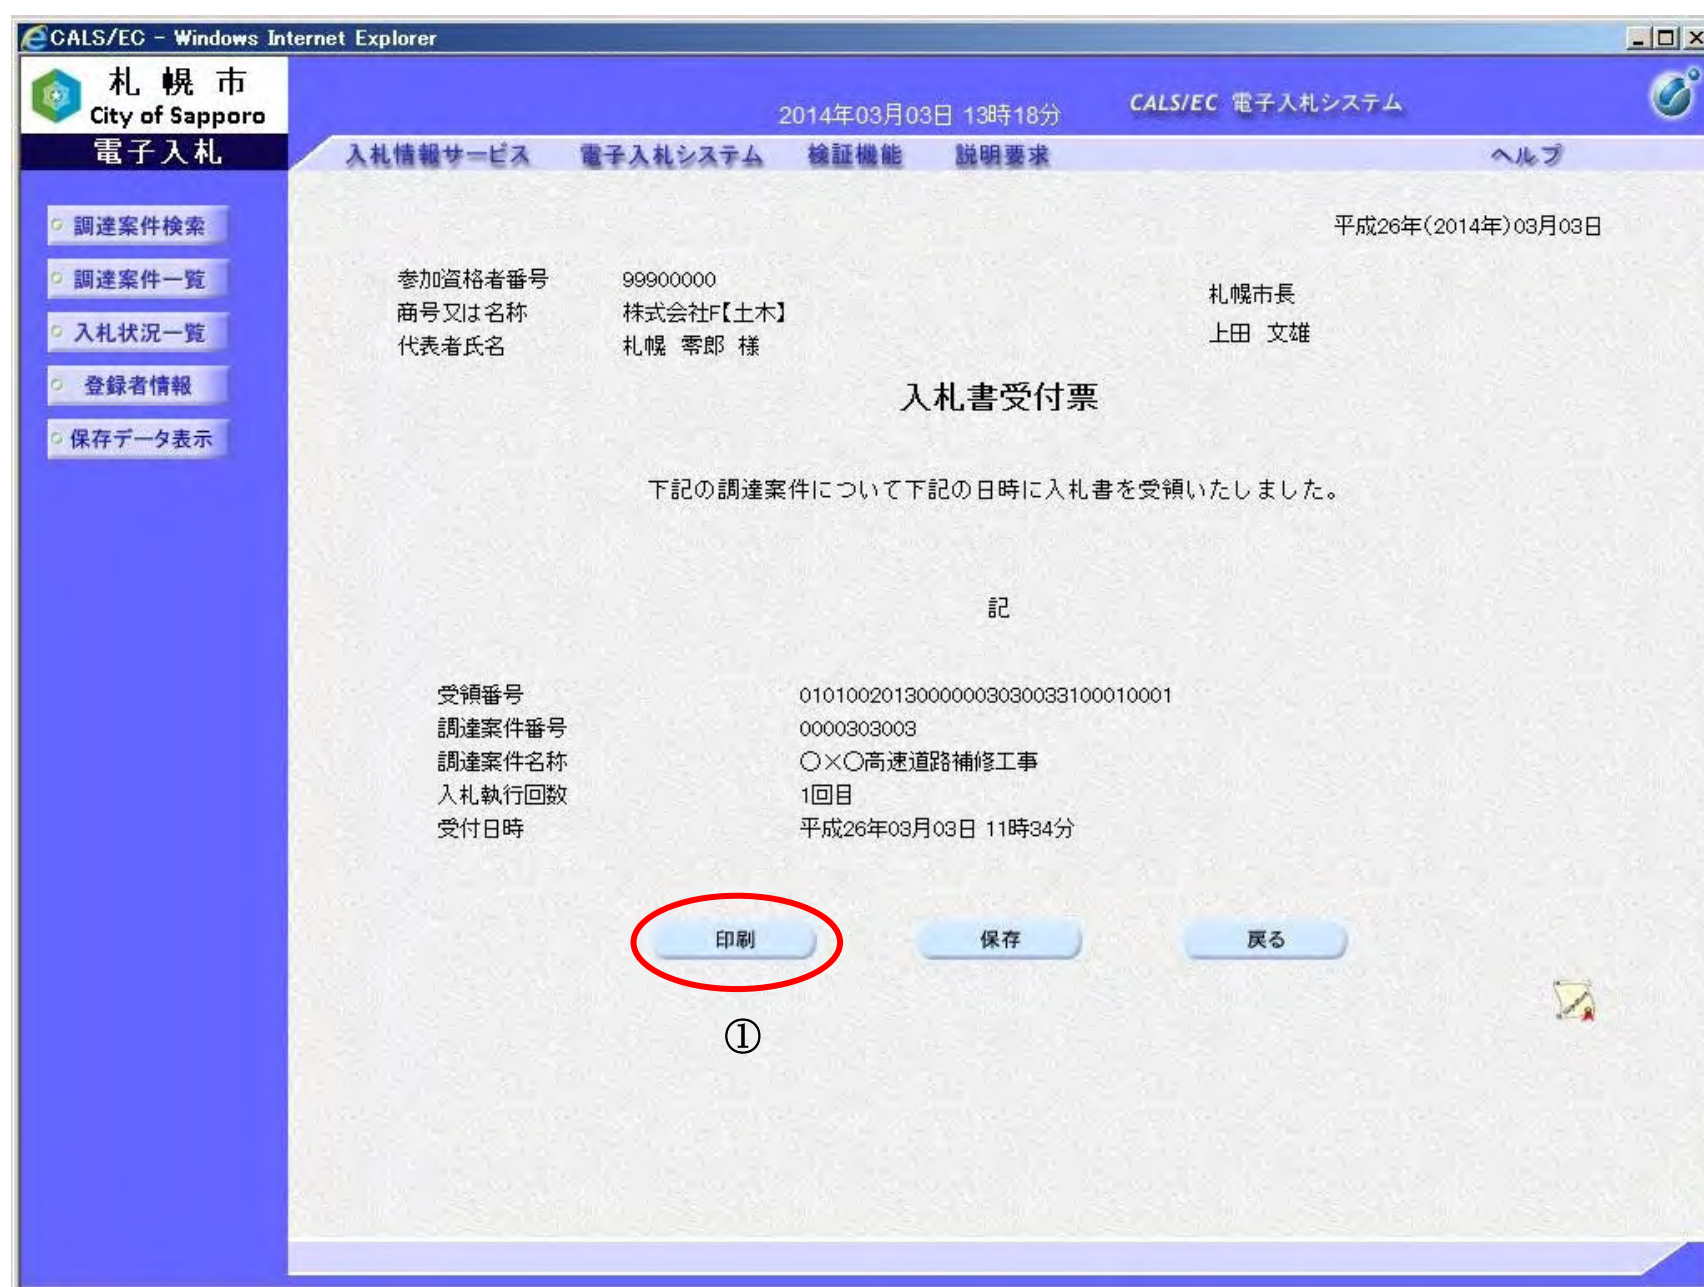 CALS/EC - Windows Internet Explorer
札幌市
City of Sapporo
電子入札
2014年03月03日 13時18分
CALS/EC 電子入札システム
入札情報サービス 電子入札システム 検証機能 説明要求 ヘルプ
調達案件検索
調達案件一覧
入札状況一覧
登録者情報
保存データ表示
平成26年(2014年)03月03日
参加資格者番号 99900000
商号又は名称 株式会社F【土木】
代表者氏名 札幌 零郎 様
札幌市長
上田 文雄
入札書受付票
下記の調達案件について下記の日時に入札書を受領いたしました。
記
受領番号 01010020130000003030033100010001
調達案件番号 0000303003
調達案件名称 〇×〇高速道路補修工事
入札執行回数 1回目
受付日時 平成26年03月03日 11時34分
印刷 保存 戻る
①